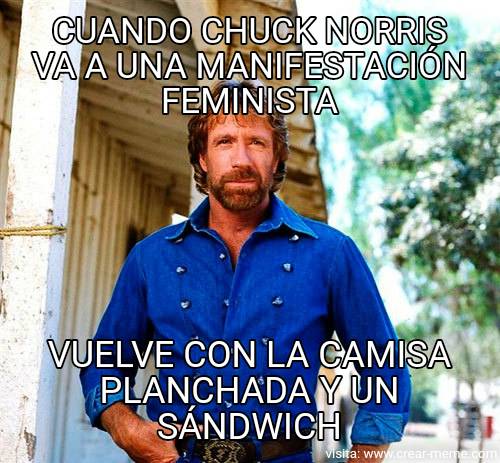 CUANDO CHUCK NORRIS
VA A UNA MANIFESTACIÓN
FEMINISTA
VUELVE CON LA CAMISA
PLANCHADA Y UN
SÁNDWICH
visita: www.crear-meme.com